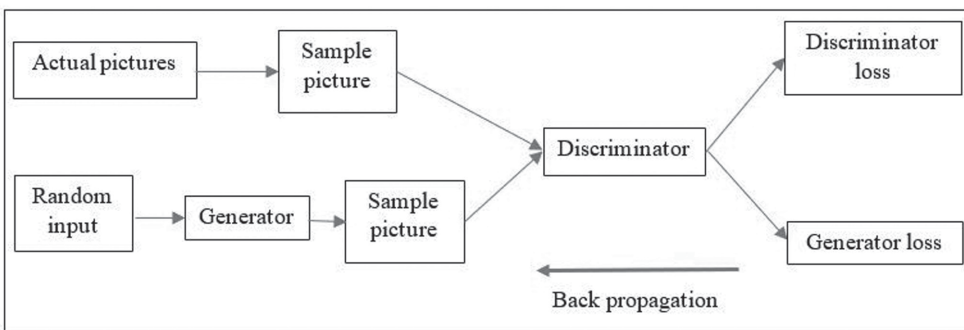 Actual pictures
Sample
picture
Discriminator
loss
Discriminator
Random
input
Generator
Sample
picture
Generator loss
Back propagation